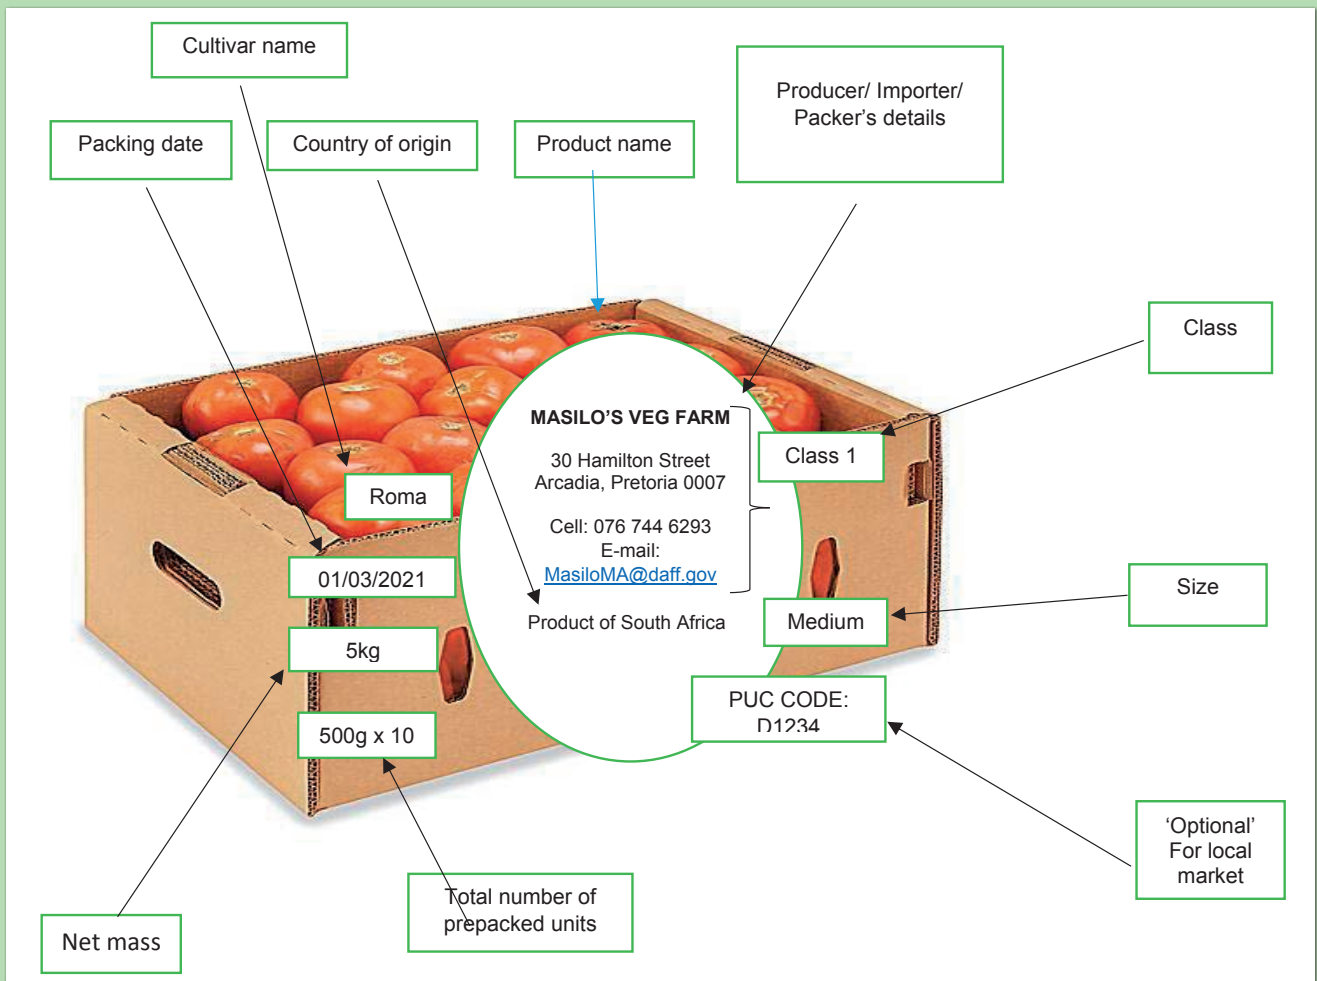 Cultivar name
Producer/ Importer/
Packer's details
Packing date
Country of origin
Product name
Class
MASILO'S VEG FARM
30 Hamilton Street
Arcadia, Pretoria 0007
Cell: 076 744 6293
E-mail:
MasiloMA@daff.gov
Product of South Africa
Class 1
Roma
01/03/2021
Size
Medium
5kg
PUC CODE:
D1234
500g x 10
'Optional'
For local
market
Total number of
prepacked units
Net mass